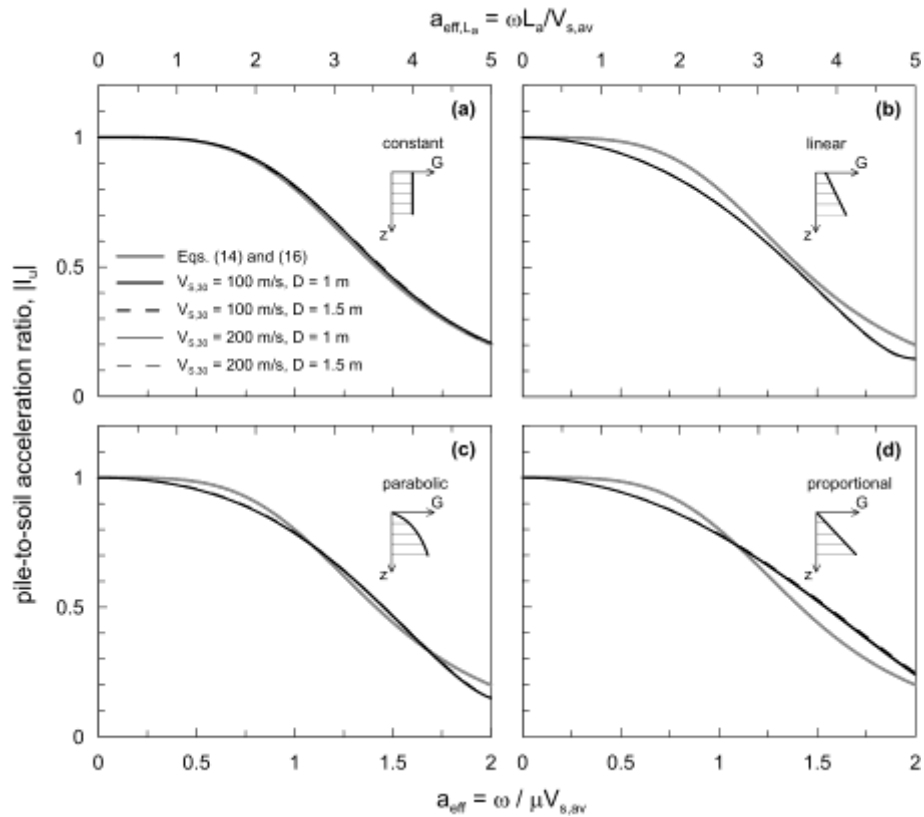 a_eff,L_a = ωL_a/V_s,av
0 1 2 3 4 5 0 1 2 3 4 5
(a) (b)
constant linear
G G
z z
1
0.5
0
Eqs. (14) and (16)
V_S,30 = 100 m/s, D = 1 m
V_S,30 = 100 m/s, D = 1.5 m
V_S,30 = 200 m/s, D = 1 m
V_S,30 = 200 m/s, D = 1.5 m
pile-to-soil acceleration ratio, |I_u|
(c) (d)
parabolic proportional
G G
z z
1
0.5
0
0 0.5 1 1.5 2 0 0.5 1 1.5 2
a_eff = ω / μV_s,av